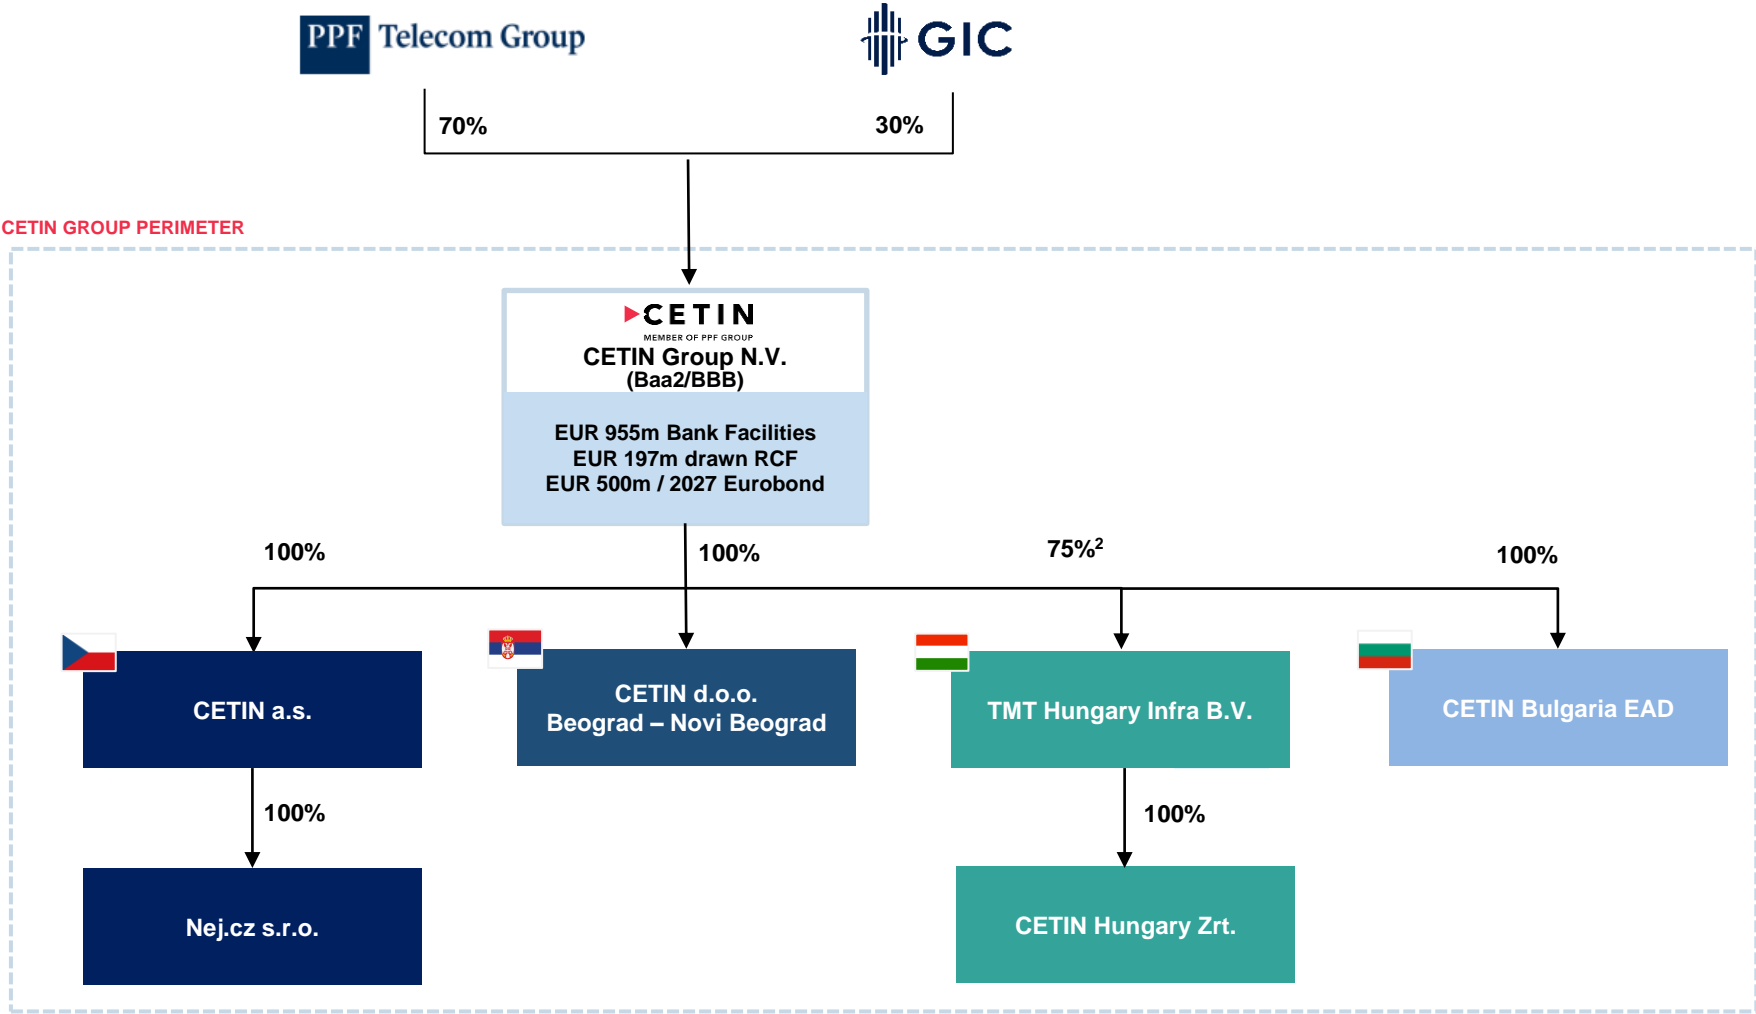 PPF Telecom Group
GIC
70%
30%
CETIN GROUP PERIMETER
CETIN
MEMBER OF PPF GROUP
CETIN Group N.V.
(Baa2/BBB)
EUR 955m Bank Facilities
EUR 197m drawn RCF
EUR 500m / 2027 Eurobond
100%
100%
75%²
100%
CETIN a.s.
CETIN d.o.o.
Beograd – Novi Beograd
TMT Hungary Infra B.V.
CETIN Bulgaria EAD
100%
100%
Nej.cz s.r.o.
CETIN Hungary Zrt.